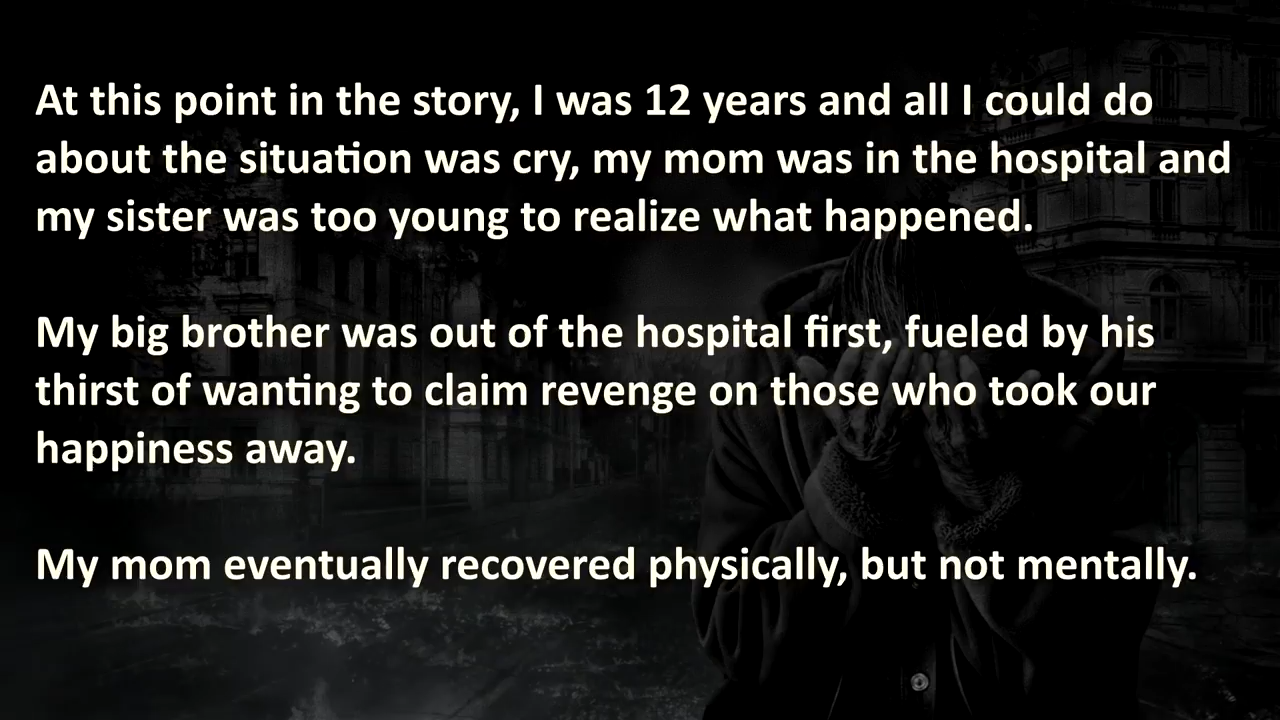 At this point in the story, I was 12 years and all I could do
about the situation was cry, my mom was in the hospital and
my sister was too young to realize what happened.
My big brother was out of the hospital first, fueled by his
thirst of wanting to claim revenge on those who took our
happiness away.
My mom eventually recovered physically, but not mentally.